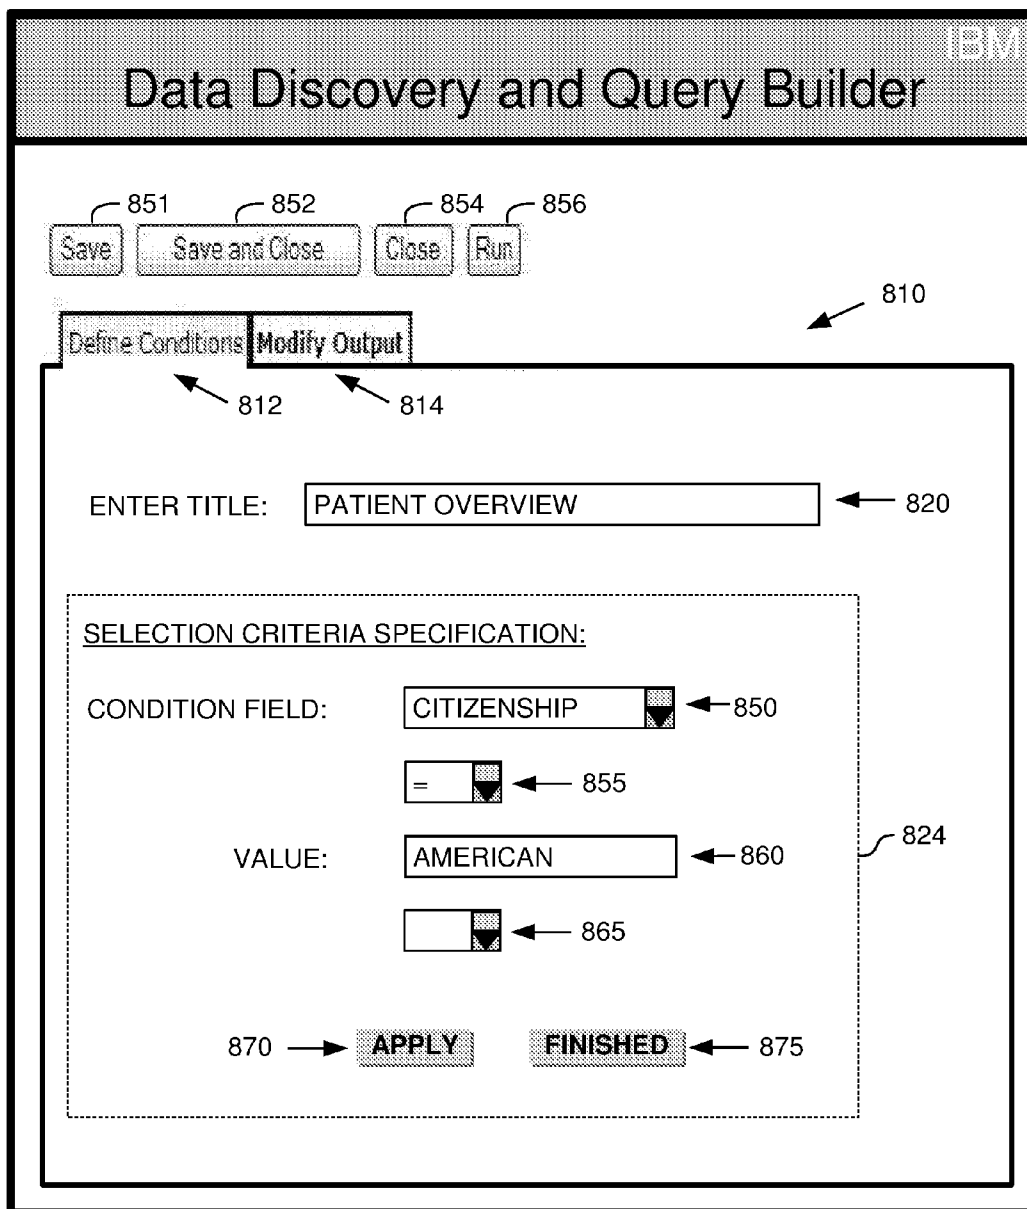 IBM
Data Discovery and Query Builder
851 852 854 856
Save Save and Close Close Run
810
Define Conditions Modify Output
812 814
ENTER TITLE: PATIENT OVERVIEW 820
SELECTION CRITERIA SPECIFICATION:
CONDITION FIELD: CITIZENSHIP 850
= 855
824
VALUE: AMERICAN 860
865
870 APPLY FINISHED 875